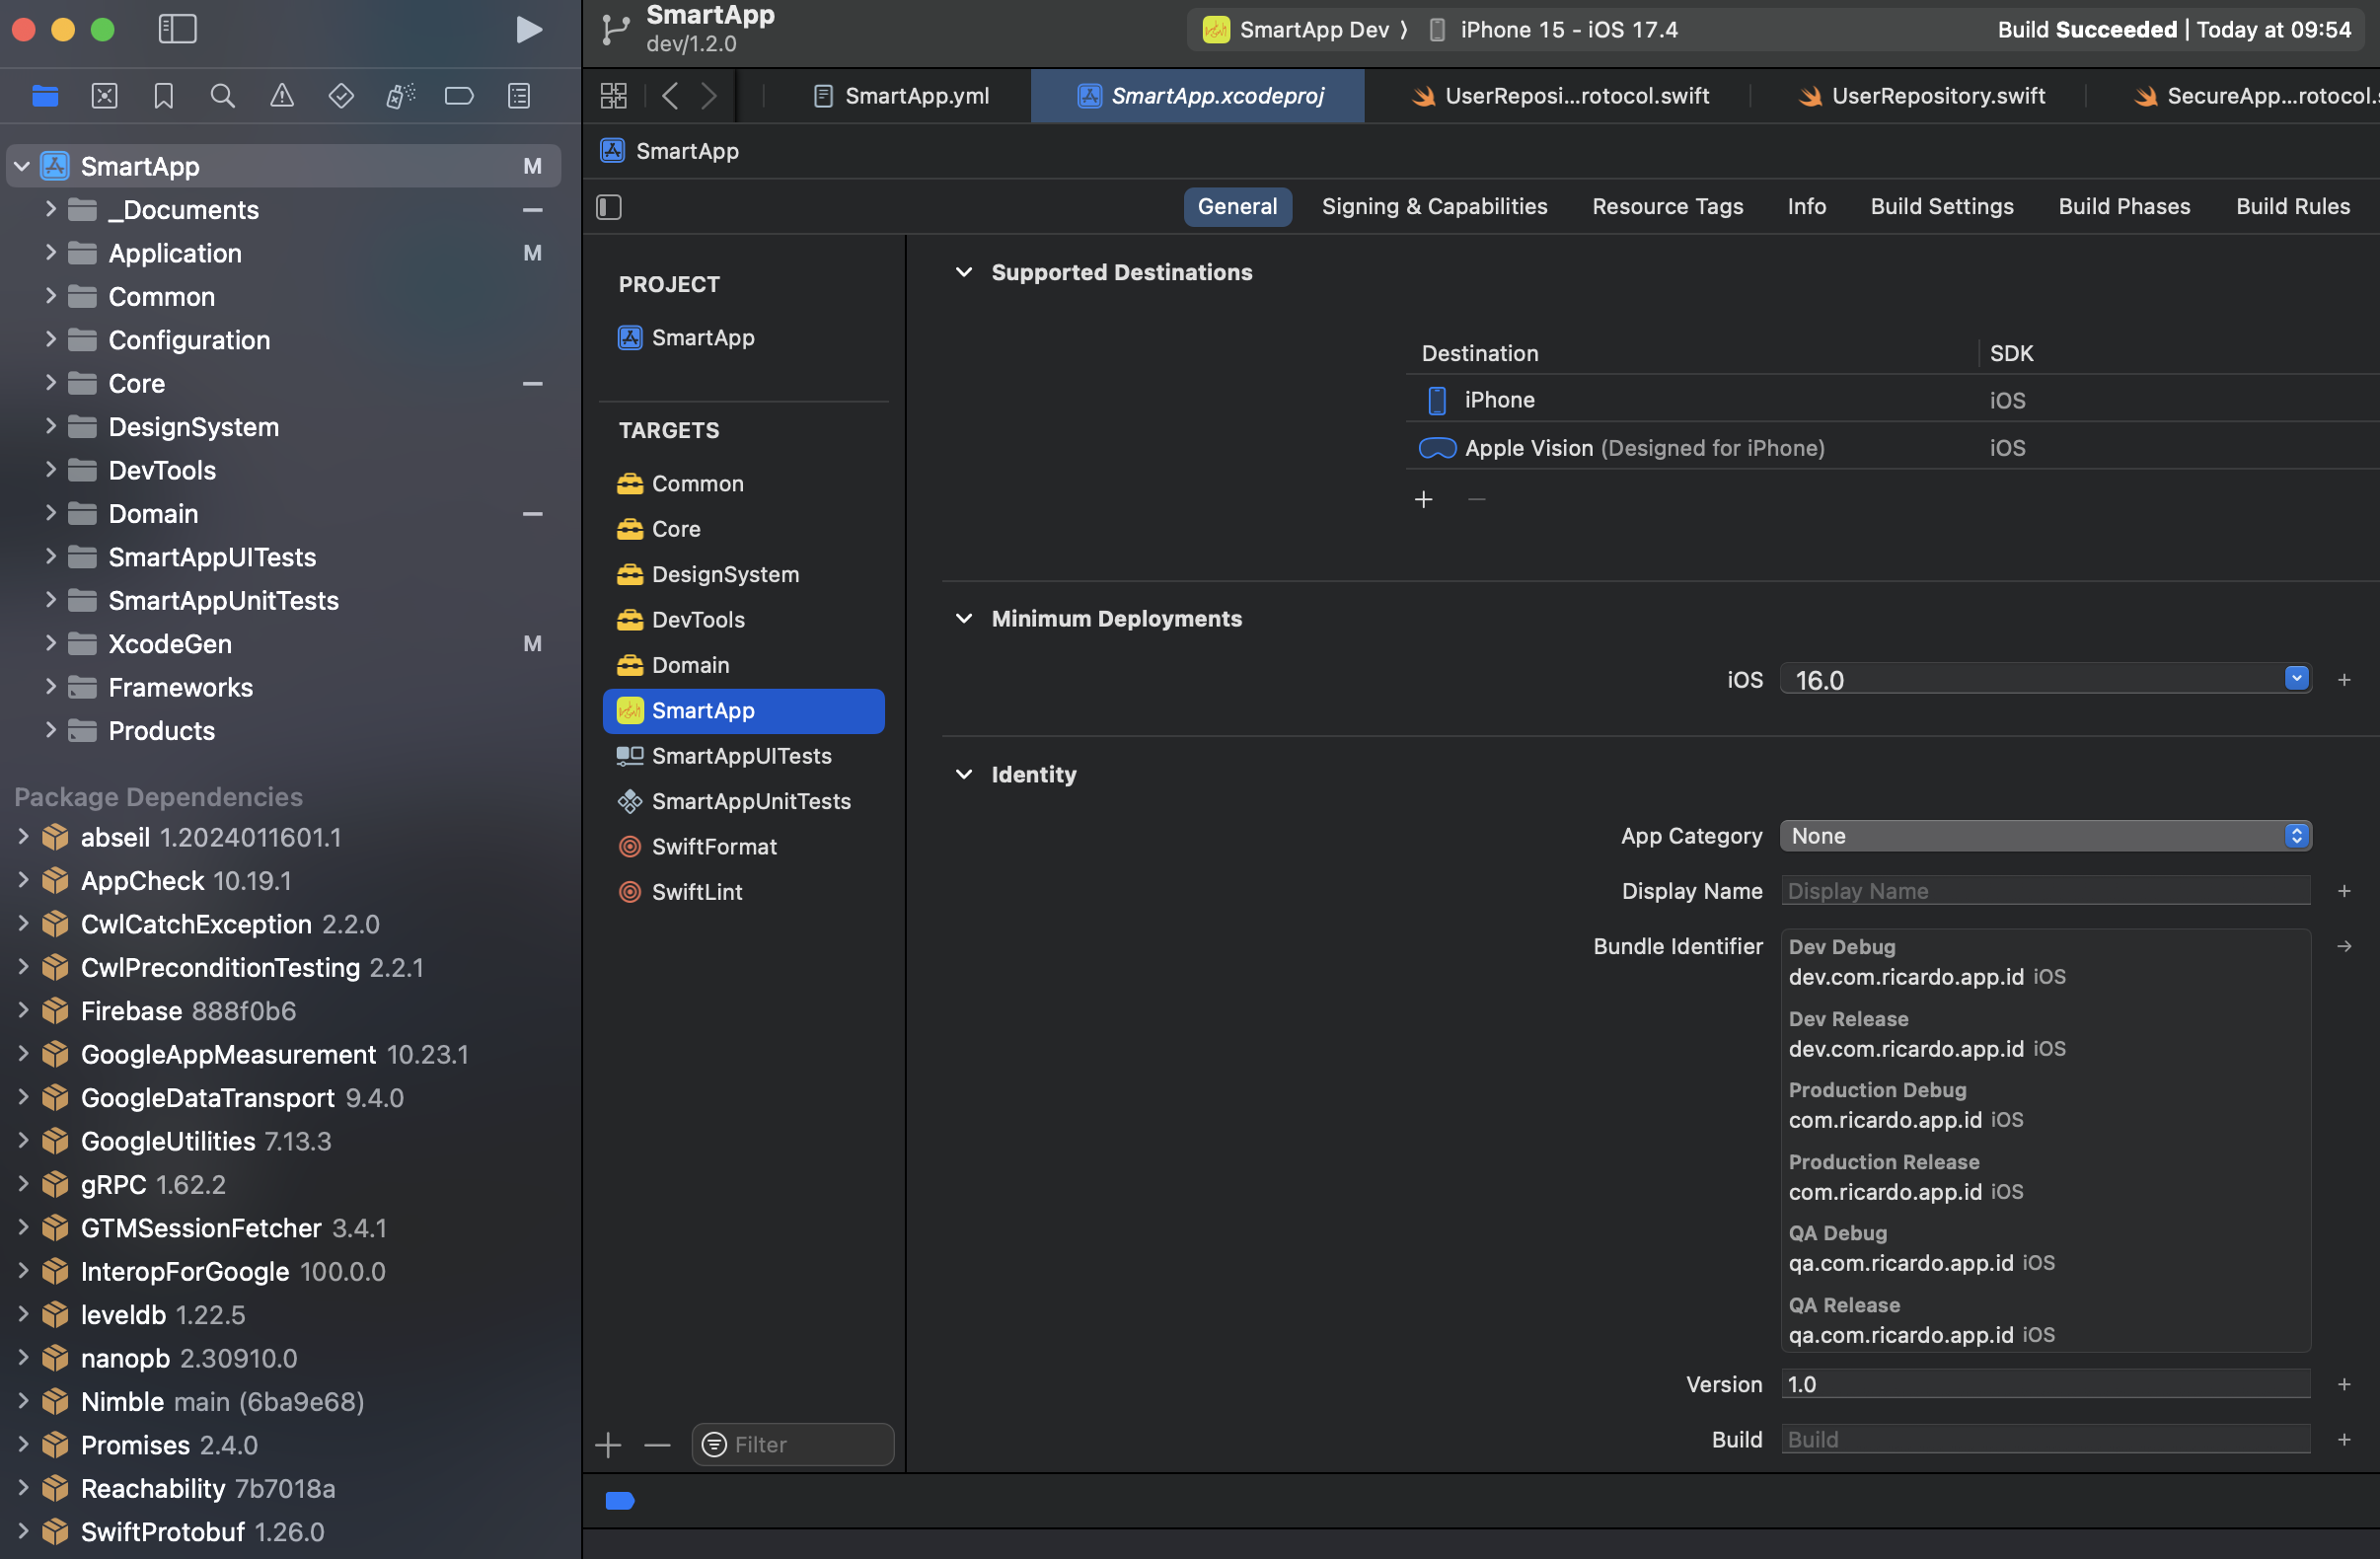 SmartApp
dev/1.2.0
SmartApp Dev ⟩ iPhone 15 - iOS 17.4
Build Succeeded | Today at 09:54
SmartApp.yml
SmartApp.xcodeproj
UserReposi...rotocol.swift
UserRepository.swift
SecureApp...rotocol.
SmartApp M
_Documents
Application M
Common
Configuration
Core
DesignSystem
DevTools
Domain
SmartAppUITests
SmartAppUnitTests
XcodeGen M
Frameworks
Products
Package Dependencies
abseil 1.2024011601.1
AppCheck 10.19.1
CwlCatchException 2.2.0
CwlPreconditionTesting 2.2.1
Firebase 888f0b6
GoogleAppMeasurement 10.23.1
GoogleDataTransport 9.4.0
GoogleUtilities 7.13.3
gRPC 1.62.2
GTMSessionFetcher 3.4.1
InteropForGoogle 100.0.0
leveldb 1.22.5
nanopb 2.30910.0
Nimble main (6ba9e68)
Promises 2.4.0
Reachability 7b7018a
SwiftProtobuf 1.26.0
SmartApp
General Signing & Capabilities Resource Tags Info Build Settings Build Phases Build Rules
PROJECT
SmartApp
TARGETS
Common
Core
DesignSystem
DevTools
Domain
SmartApp
SmartAppUITests
SmartAppUnitTests
SwiftFormat
SwiftLint
Filter
Supported Destinations
Destination SDK
iPhone iOS
Apple Vision (Designed for iPhone) iOS
Minimum Deployments
iOS 16.0
Identity
App Category None
Display Name Display Name
Bundle Identifier Dev Debug
dev.com.ricardo.app.id iOS
Dev Release
dev.com.ricardo.app.id iOS
Production Debug
com.ricardo.app.id iOS
Production Release
com.ricardo.app.id iOS
QA Debug
qa.com.ricardo.app.id iOS
QA Release
qa.com.ricardo.app.id iOS
Version 1.0
Build Build